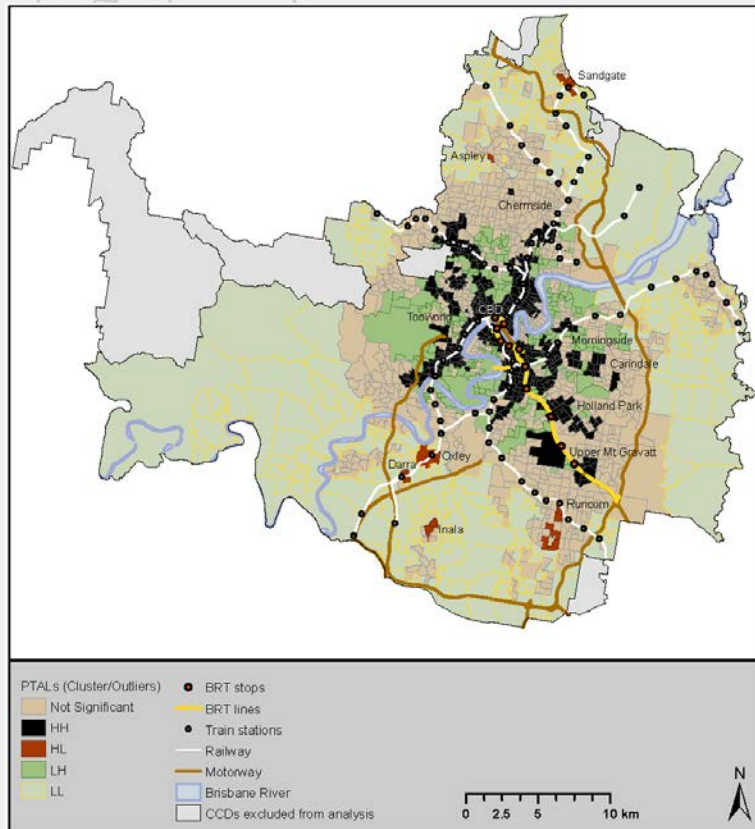 Sandgate
Aspley
Chermside
CBD
Toowong
Morningside
Carindale
Holland Park
Upper Mt Gravatt
Oxley
Darra
Runcurn
Inala
PTALs (Cluster/Outliers)
Not Significant
HH
HL
LH
LL
BRT stops
BRT lines
Train stations
Railway
Motorway
Brisbane River
CCDs excluded from analysis
0 2.5 5 10 km
N